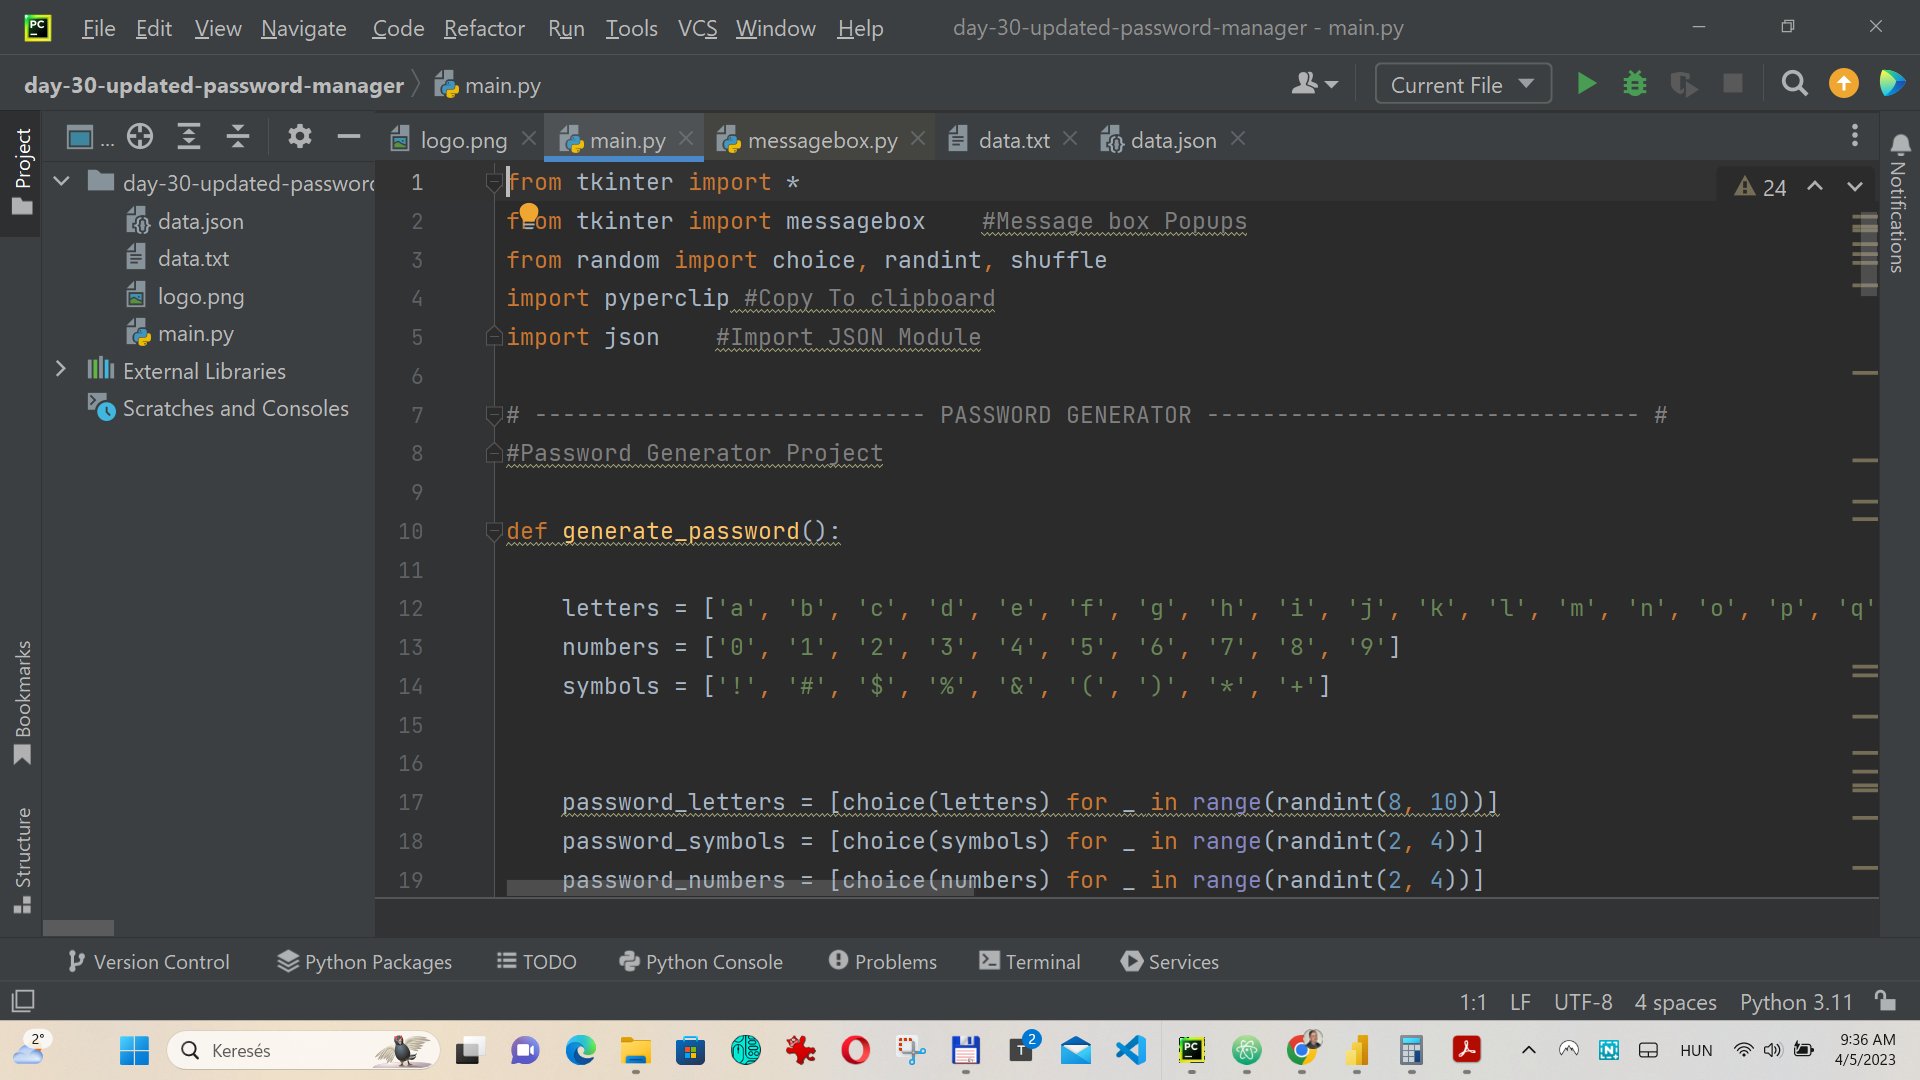 PC File Edit View Navigate Code Refactor Run Tools VCS Window Help day-30-updated-password-manager - main.py
day-30-updated-password-manager main.py Current File
Project ... logo.png main.py messagebox.py data.txt data.json
Notifications
24
day-30-updated-password
data.json
data.txt
logo.png
main.py
External Libraries
Scratches and Consoles
Bookmarks
Structure
1 from tkinter import *
2 from tkinter import messagebox    #Message box Popups
3 from random import choice, randint, shuffle
4 import pyperclip #Copy To clipboard
5 import json    #Import JSON Module
6
7 # ---------------------------- PASSWORD GENERATOR ------------------------------- #
8 #Password Generator Project
9
10 def generate_password():
11
12     letters = ['a', 'b', 'c', 'd', 'e', 'f', 'g', 'h', 'i', 'j', 'k', 'l', 'm', 'n', 'o', 'p', 'q'
13     numbers = ['0', '1', '2', '3', '4', '5', '6', '7', '8', '9']
14     symbols = ['!', '#', '$', '%', '&', '(', ')', '*', '+']
15
16
17     password_letters = [choice(letters) for _ in range(randint(8, 10))]
18     password_symbols = [choice(symbols) for _ in range(randint(2, 4))]
19     password_numbers = [choice(numbers) for _ in range(randint(2, 4))]
Version Control Python Packages TODO Python Console Problems Terminal Services
1:1 LF UTF-8 4 spaces Python 3.11
2° Keresés T 2 PC N HUN 9:36 AM
4/5/2023